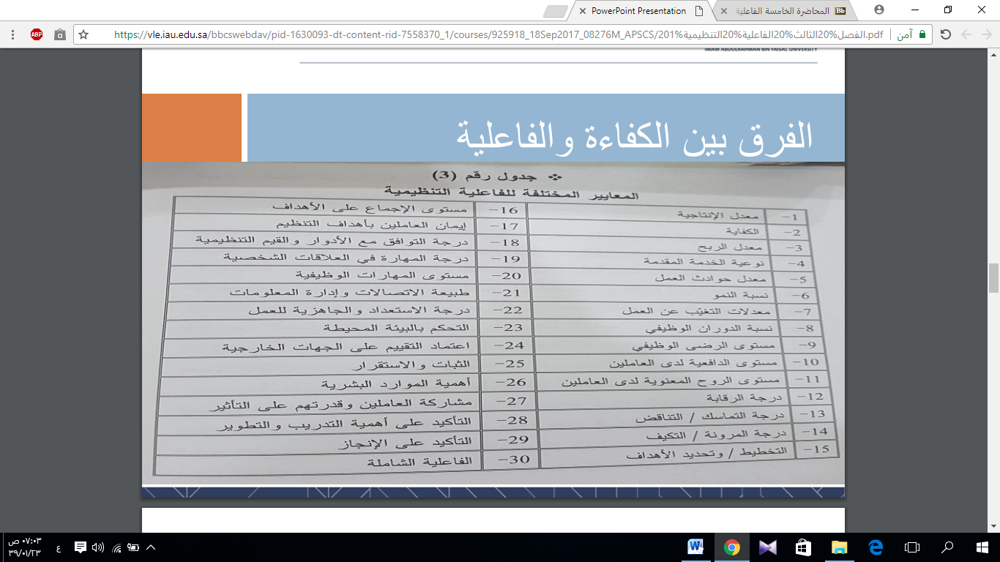 المحاضرة الخامسة الفاعلية
PowerPoint Presentation
آمن
https://vle.iau.edu.sa/bbcswebdav/pid-1630093-dt-content-rid-7558370_1/courses/925918_18Sep2017_08276M_APSCS/201%الفصل%20الثالث%20الفاعلية%20التنظيمية.pdf
ABP
IMAM ABDULRAHMAN BIN FAISAL UNIVERSITY
الفرق بين الكفاءة والفاعلية
جدول رقم (3)
المعايير المختلفة للفاعلية التنظيمية
1- معدل الإنتاجية
2- الكفاية
3- معدل الربح
4- نوعية الخدمة المقدمة
5- معدل حوادث العمل
6- نسبة النمو
7- معدلات التغيّب عن العمل
8- نسبة الدوران الوظيفي
9- مستوى الرضى الوظيفي
10- مستوى الدافعية لدى العاملين
11- مستوى الروح المعنوية لدى العاملين
12- درجة الرقابة
13- درجة التماسك / التناقض
14- درجة المرونة / التكيف
15- التخطيط / وتحديد الأهداف
16- مستوى الإجماع على الأهداف
17- إيمان العاملين بأهداف التنظيم
18- درجة التوافق مع الأدوار والقيم التنظيمية
19- درجة المهارة في العلاقات الشخصية
20- مستوى المهارات الوظيفية
21- طبيعة الاتصالات وإدارة المعلومات
22- درجة الاستعداد والجاهزية للعمل
23- التحكم بالبيئة المحيطة
24- اعتماد التقييم على الجهات الخارجية
25- الثبات والاستقرار
26- أهمية الموارد البشرية
27- مشاركة العاملين وقدرتهم على التأثير
28- التأكيد على أهمية التدريب والتطوير
29- التأكيد على الإنجاز
30- الفاعلية الشاملة
ع
٠٧:٠٣ ص
٣٩/٠١/٢٣